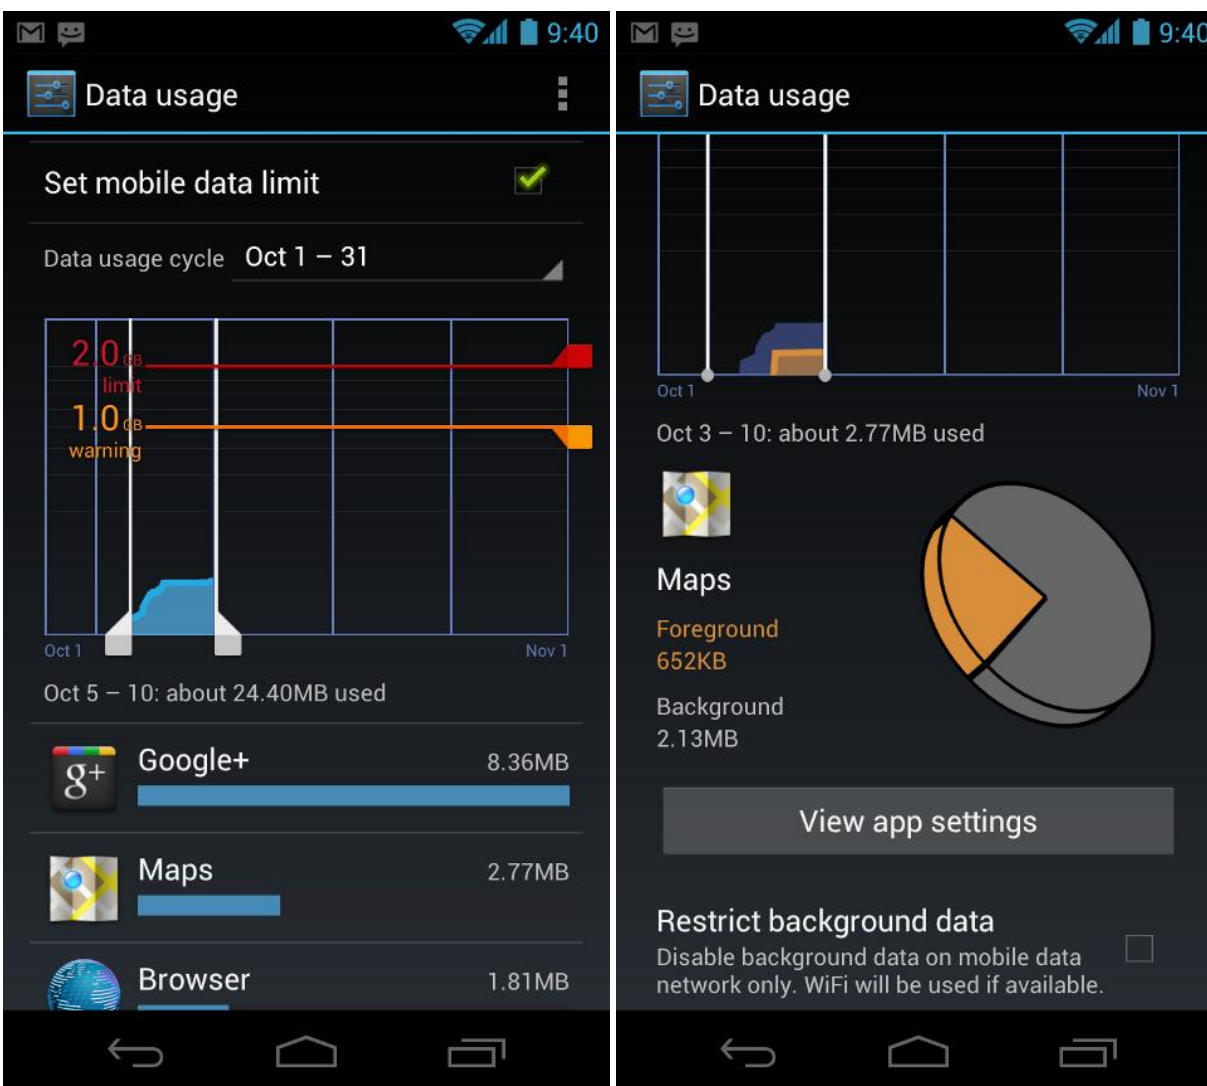 9:40
Data usage
Set mobile data limit
Data usage cycle Oct 1 – 31
2.0 GB
limit
1.0 GB
warning
Oct 1 Nov 1
Oct 5 – 10: about 24.40MB used
g+ Google+ 8.36MB
Maps 2.77MB
Browser 1.81MB
9:40
Data usage
Oct 1 Nov 1
Oct 3 – 10: about 2.77MB used
Maps
Foreground
652KB
Background
2.13MB
View app settings
Restrict background data
Disable background data on mobile data
network only. WiFi will be used if available.